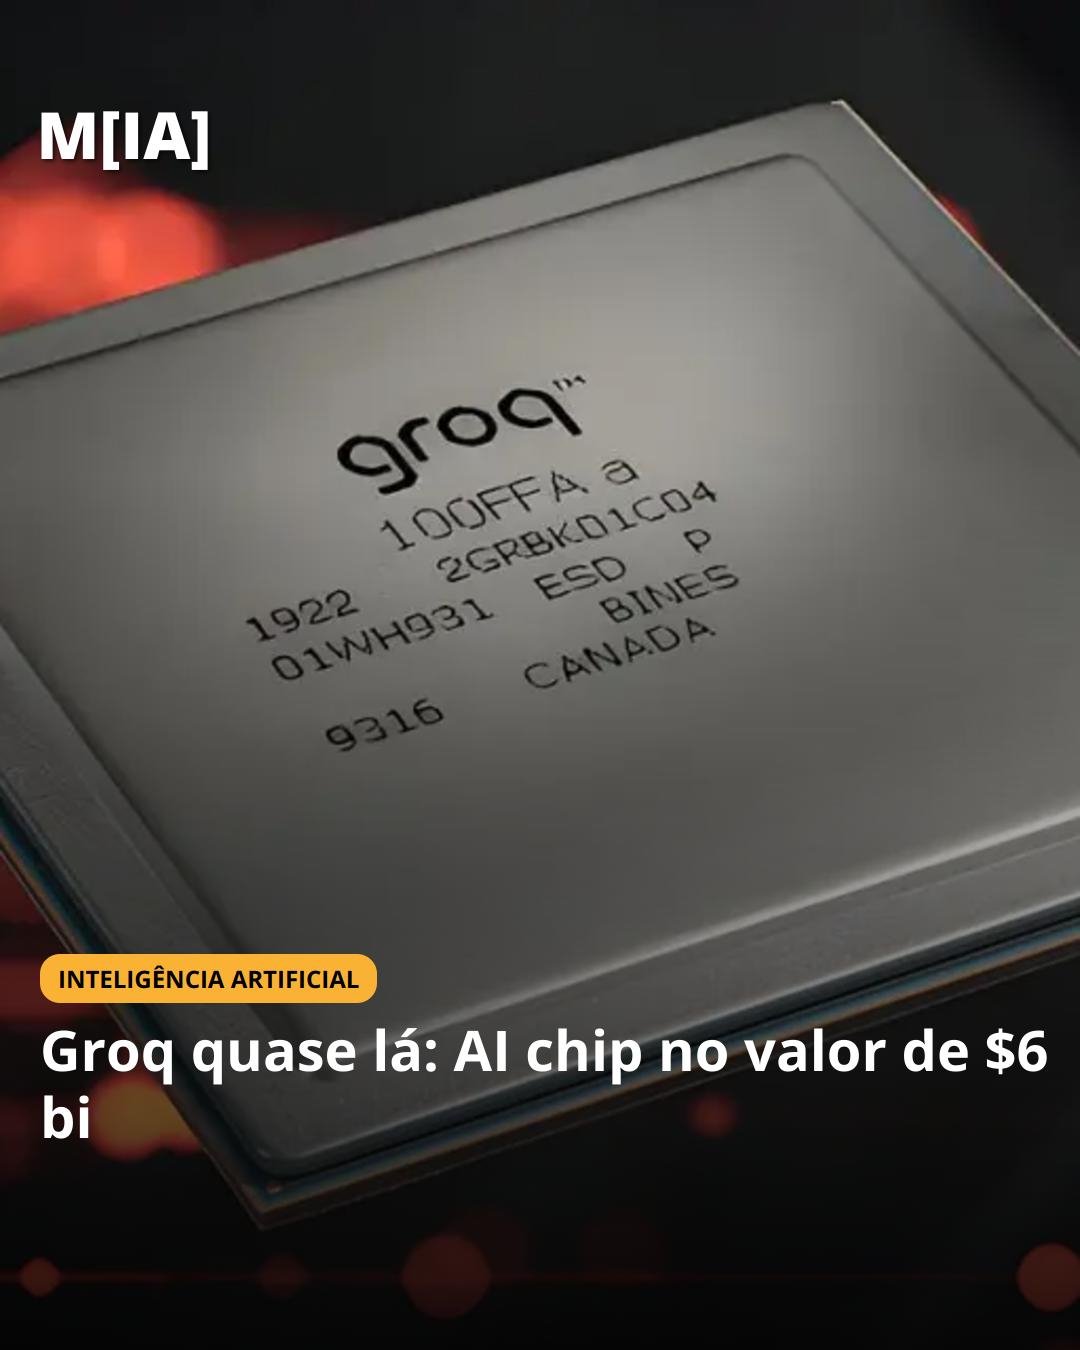 M[IA]
groq™
100FFA a
2GRBK01C04
1922 ESD P
01WH931 BINES
CANADA
9316
INTELIGÊNCIA ARTIFICIAL
Groq quase lá: AI chip no valor de $6
bi